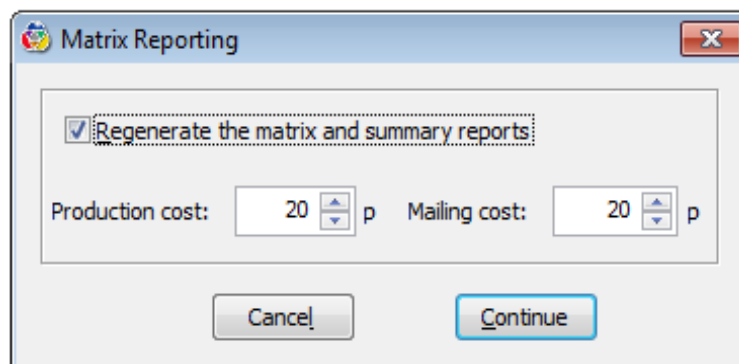 Matrix Reporting
Regenerate the matrix and summary reports
Production cost: 20 p Mailing cost: 20 p
Cancel Continue